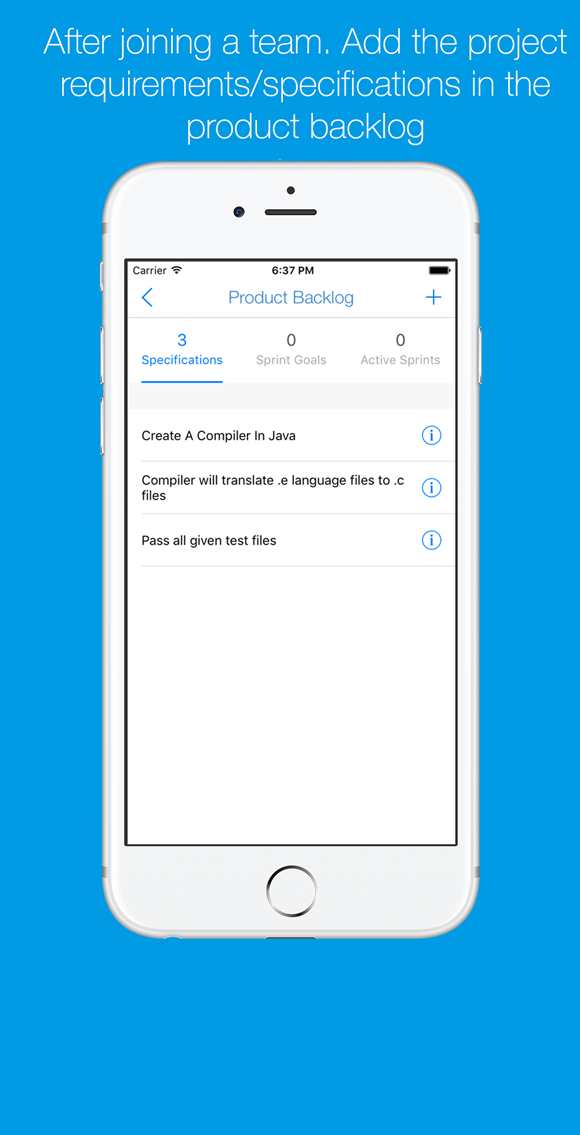 After joining a team. Add the project
requirements/specifications in the
product backlog
Carrier 6:37 PM
Product Backlog
3 0 0
Specifications Sprint Goals Active Sprints
Create A Compiler In Java
Compiler will translate .e language files to .c
files
Pass all given test files